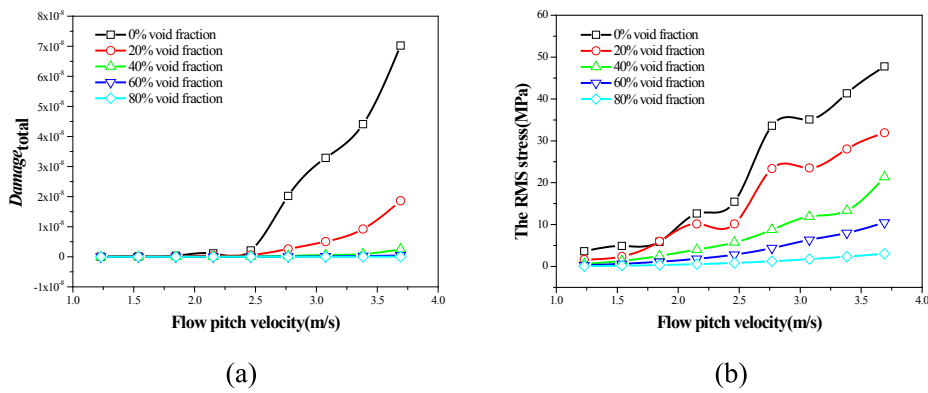 (a)
8x10⁻⁸
7x10⁻⁸
6x10⁻⁸
5x10⁻⁸
4x10⁻⁸
3x10⁻⁸
2x10⁻⁸
1x10⁻⁸
0
-1x10⁻⁸
Damage total
0% void fraction
20% void fraction
40% void fraction
60% void fraction
80% void fraction
1.0 1.5 2.0 2.5 3.0 3.5 4.0
Flow pitch velocity(m/s)
(a)
(b)
60
50
40
30
20
10
0
The RMS stress(MPa)
0% void fraction
20% void fraction
40% void fraction
60% void fraction
80% void fraction
1.0 1.5 2.0 2.5 3.0 3.5 4.0
Flow pitch velocity(m/s)
(b)